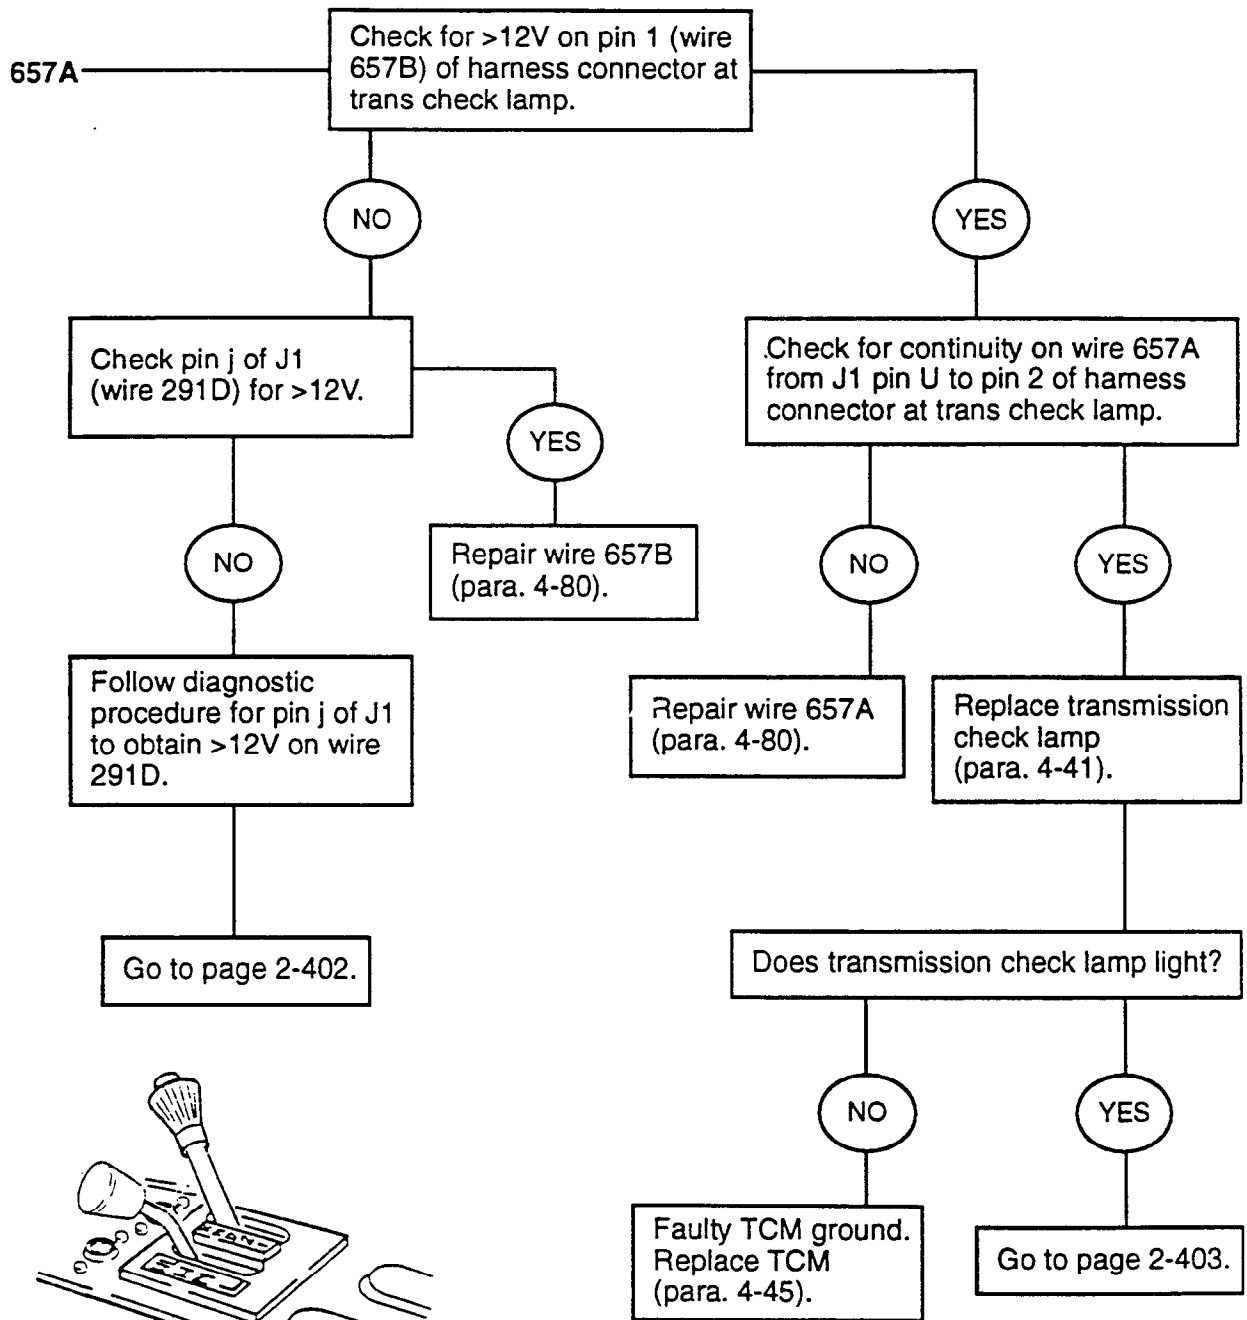 657A
Check for >12V on pin 1 (wire
657B) of harness connector at
trans check lamp.
NO
YES
Check pin j of J1
(wire 291D) for >12V.
Check for continuity on wire 657A
from J1 pin U to pin 2 of harness
connector at trans check lamp.
YES
NO
Repair wire 657B
(para. 4-80).
NO
YES
Follow diagnostic
procedure for pin j of J1
to obtain >12V on wire
291D.
Repair wire 657A
(para. 4-80).
Replace transmission
check lamp
(para. 4-41).
Go to page 2-402.
Does transmission check lamp light?
NO
YES
Faulty TCM ground.
Replace TCM
(para. 4-45).
Go to page 2-403.